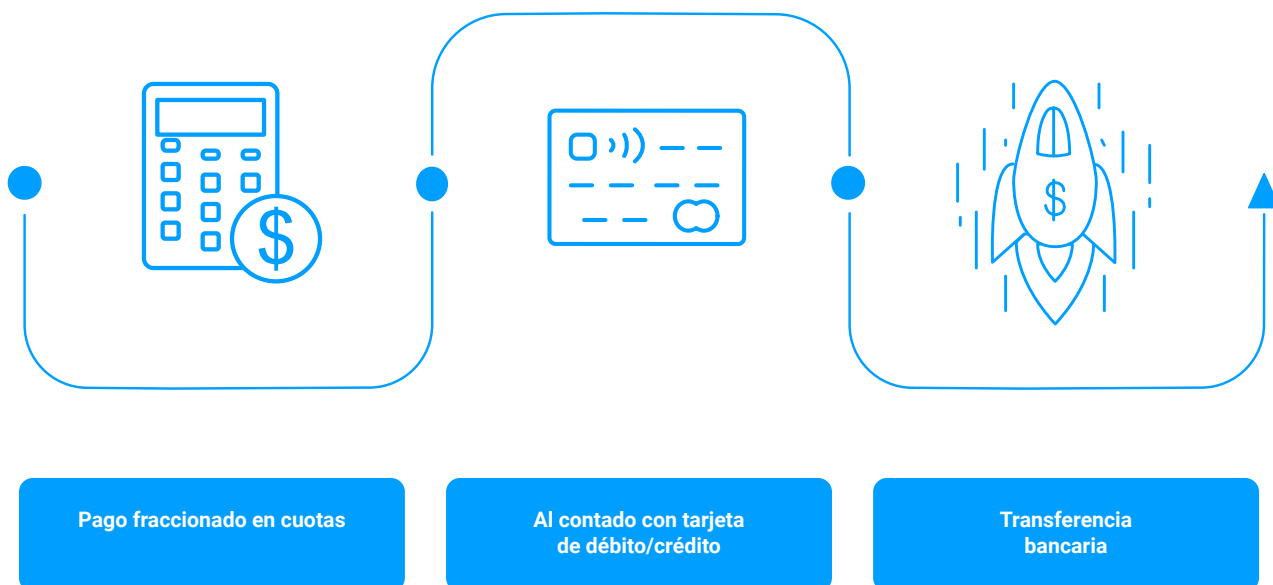 $
$
Pago fraccionado en cuotas
Al contado con tarjeta
de débito/crédito
Transferencia
bancaria